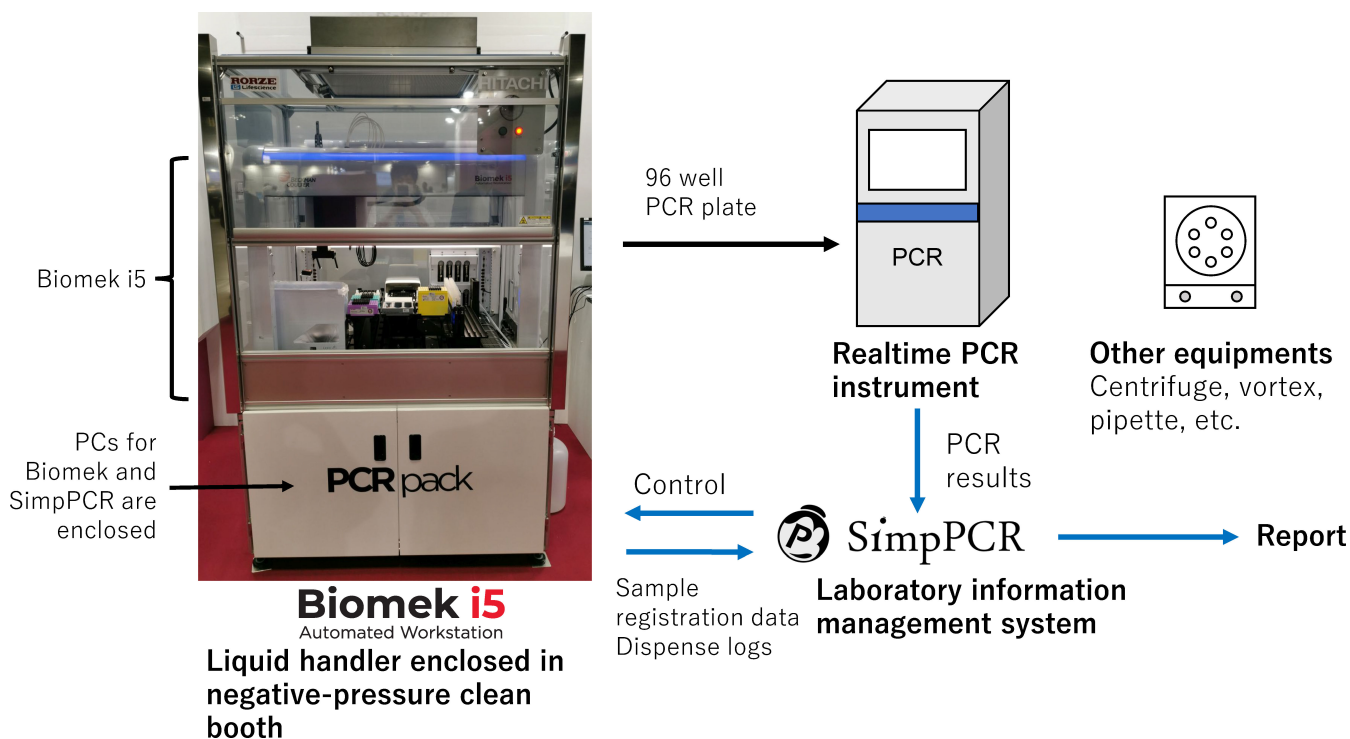 RORZE
Lifescience
HITACHI
Biomek i5
Biomek i5
PCs for
Biomek and
SimpPCR are
enclosed
PCR pack
Biomek i5
Automated Workstation
Liquid handler enclosed in
negative-pressure clean
booth
96 well
PCR plate
PCR
Realtime PCR
instrument
Other equipments
Centrifuge, vortex,
pipette, etc.
PCR
results
Control
Sample
registration data
Dispense logs
P
SimpPCR
Laboratory information
management system
Report